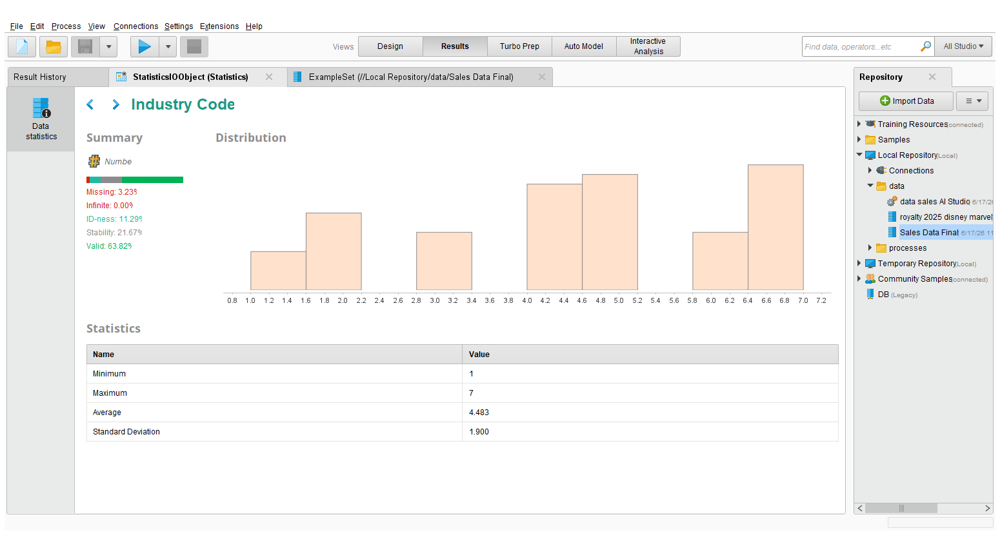 File Edit Process View Connections Settings Extensions Help
Views Design Results Turbo Prep Auto Model Interactive Analysis
Find data, operators...etc All Studio
Result History StatisticsIOObject (Statistics) ExampleSet (//Local Repository/data/Sales Data Final) Repository
Data statistics
Industry Code
Import Data
Summary
Numbe
Missing: 3.23%
Infinite: 0.00%
ID-ness: 11.29%
Stability: 21.67%
Valid: 63.82%
Distribution
0.8 1.0 1.2 1.4 1.6 1.8 2.0 2.2 2.4 2.6 2.8 3.0 3.2 3.4 3.6 3.8 4.0 4.2 4.4 4.6 4.8 5.0 5.2 5.4 5.6 5.8 6.0 6.2 6.4 6.6 6.8 7.0 7.2
Statistics
Name Value
Minimum 1
Maximum 7
Average 4.483
Standard Deviation 1.900
Training Resources (connected)
Samples
Local Repository (Local)
Connections
data
data sales AI Studio 6/17/2
royalty 2025 disney marvel
Sales Data Final 6/17/26 11
processes
Temporary Repository (Local)
Community Samples (connected)
DB (Legacy)